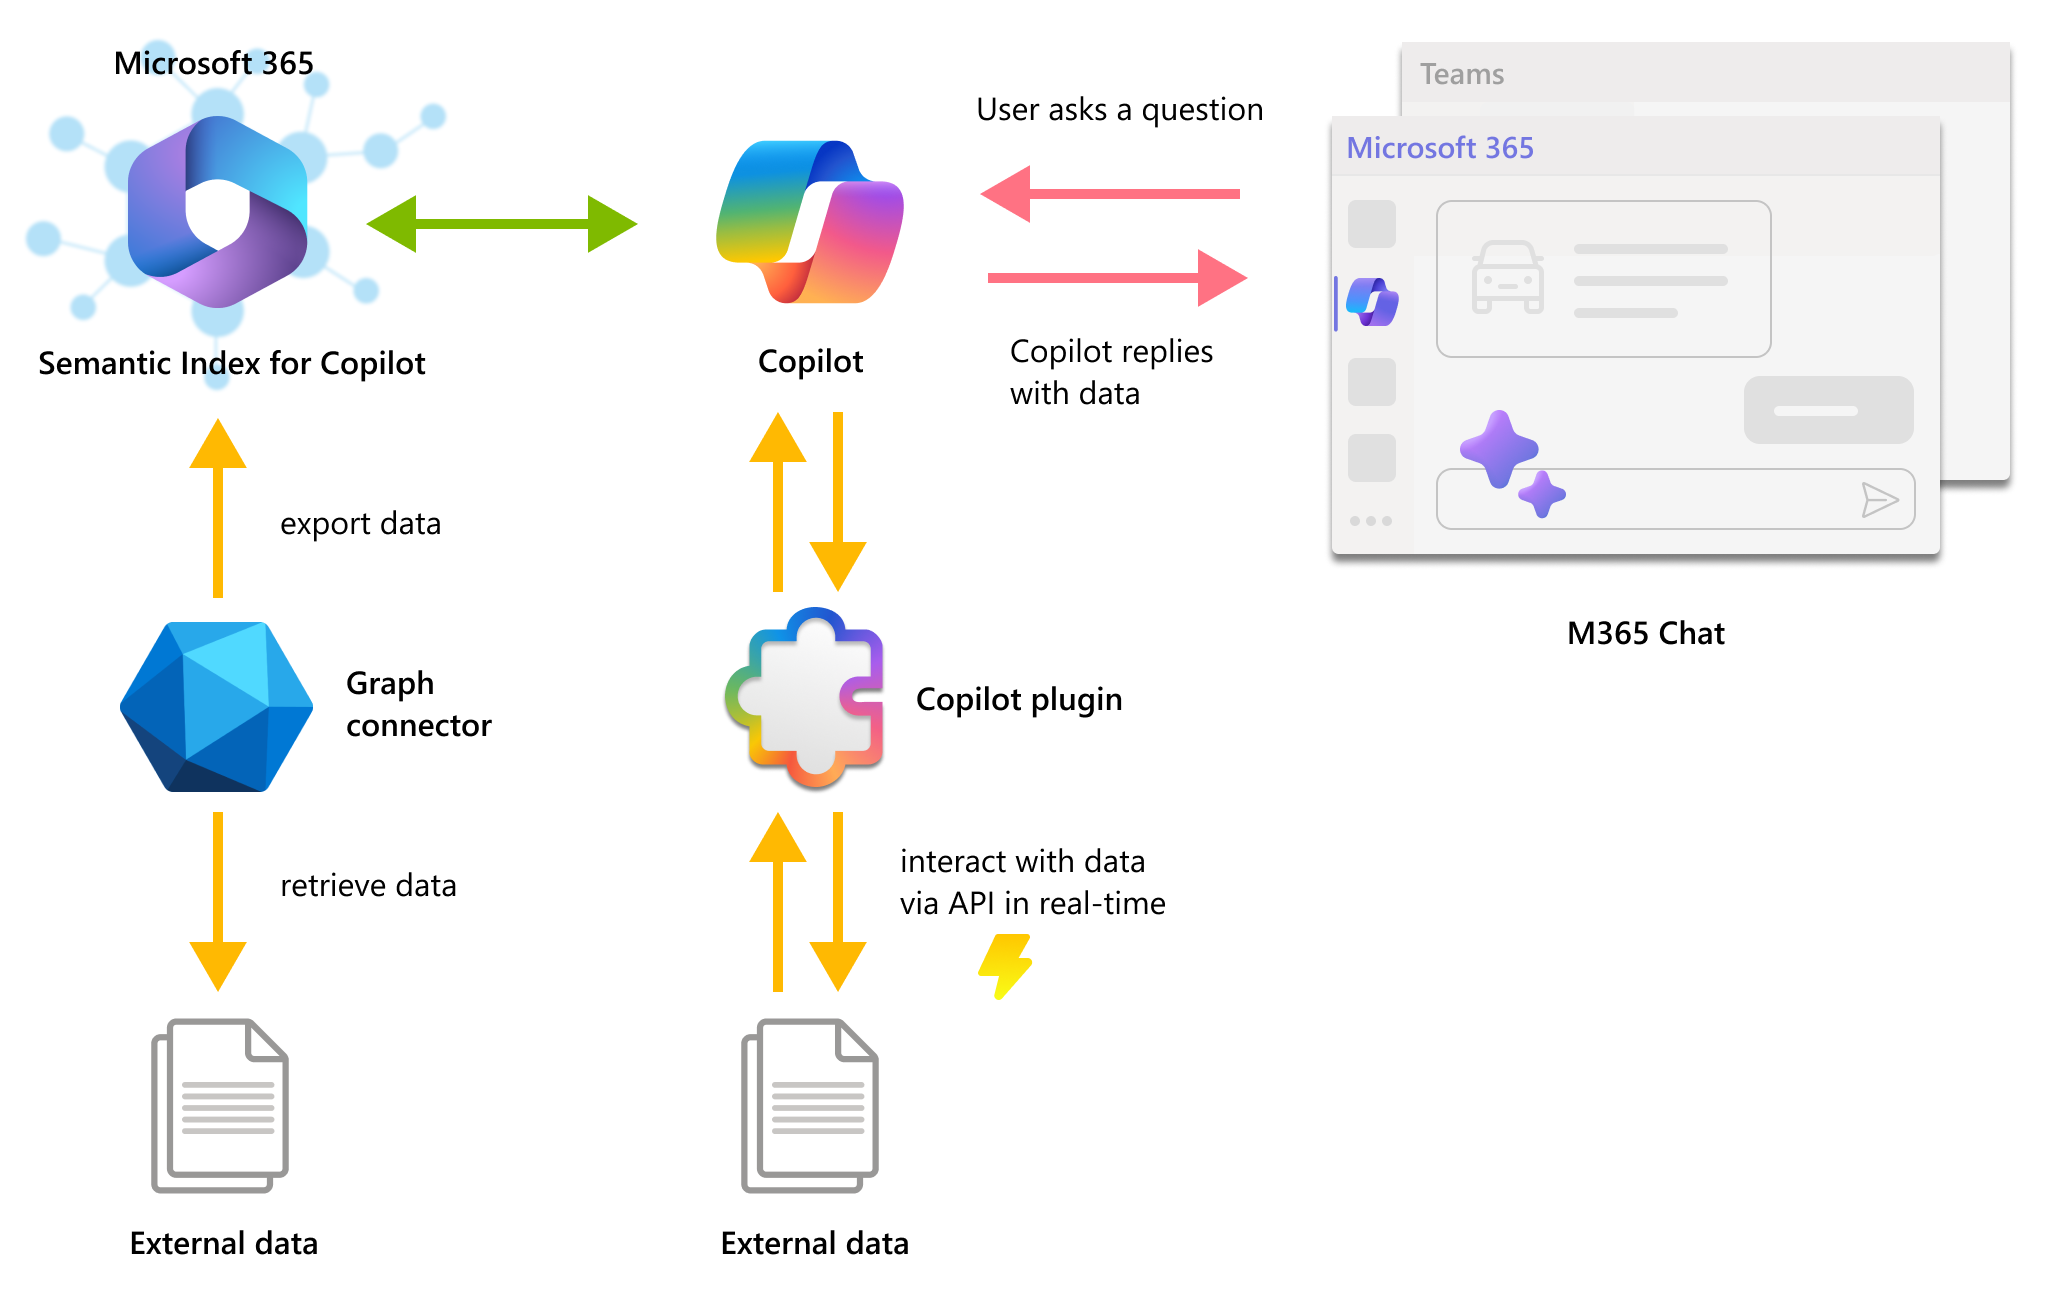 Microsoft 365
Semantic Index for Copilot
export data
Graph
connector
retrieve data
External data
Copilot
Copilot plugin
interact with data
via API in real-time
External data
User asks a question
Copilot replies
with data
Teams
Microsoft 365
M365 Chat